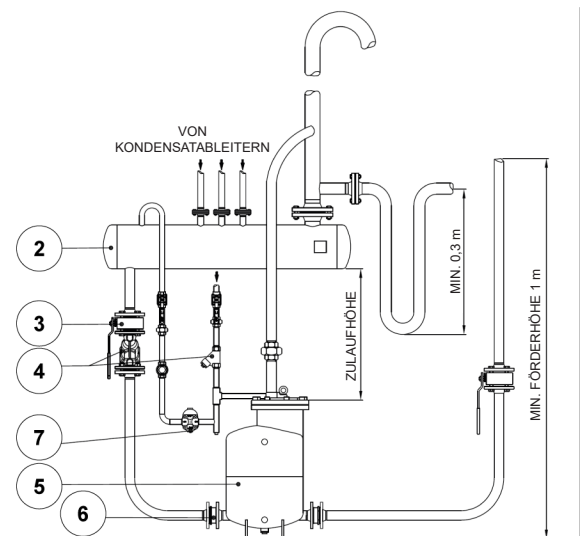 VON
KONDENSATABLEITERN
2
3
4
7
5
6
ZULAUFHÖHE
MIN. 0,3 m
MIN. FÖRDERHÖHE 1 m